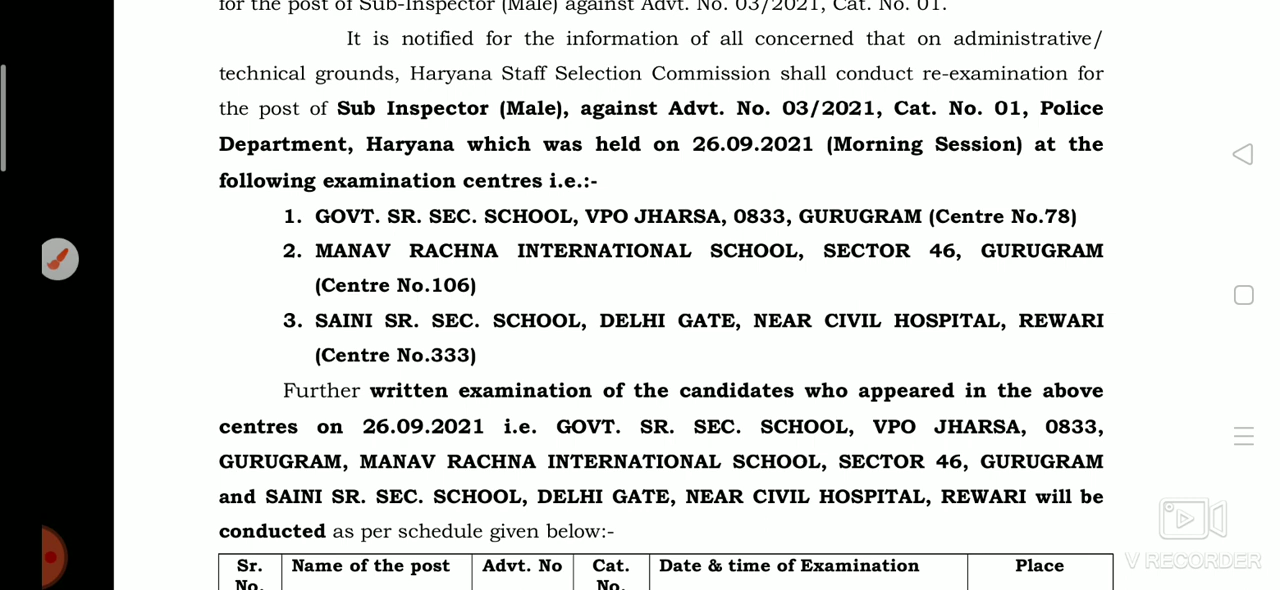 for the post of Sub-Inspector (Male) against Advt. No. 03/2021, Cat. No. 01.
It is notified for the information of all concerned that on administrative/
technical grounds, Haryana Staff Selection Commission shall conduct re-examination for
the post of Sub Inspector (Male), against Advt. No. 03/2021, Cat. No. 01, Police
Department, Haryana which was held on 26.09.2021 (Morning Session) at the
following examination centres i.e.:-
1. GOVT. SR. SEC. SCHOOL, VPO JHARSA, 0833, GURUGRAM (Centre No.78)
2. MANAV RACHNA INTERNATIONAL SCHOOL, SECTOR 46, GURUGRAM
(Centre No.106)
3. SAINI SR. SEC. SCHOOL, DELHI GATE, NEAR CIVIL HOSPITAL, REWARI
(Centre No.333)
Further written examination of the candidates who appeared in the above
centres on 26.09.2021 i.e. GOVT. SR. SEC. SCHOOL, VPO JHARSA, 0833,
GURUGRAM, MANAV RACHNA INTERNATIONAL SCHOOL, SECTOR 46, GURUGRAM
and SAINI SR. SEC. SCHOOL, DELHI GATE, NEAR CIVIL HOSPITAL, REWARI will be
conducted as per schedule given below:-
Sr. Name of the post Advt. No Cat. Date & time of Examination Place
No. No.
V RECORDER